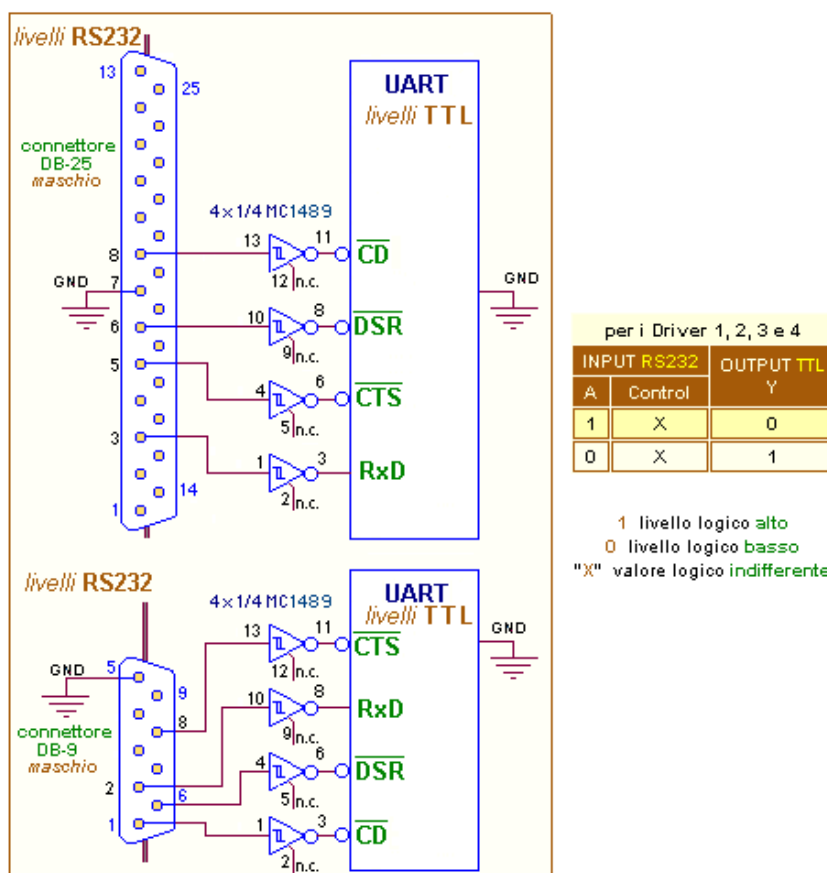 livelli RS232
13
25
connettore
DB-25
maschio
UART
livelli TTL
4x1/4 MC1489
8
13
11
CD
12 n.c.
GND
7
GND
6
10
8
DSR
9 n.c.
5
4
6
CTS
5 n.c.
3
1
3
RxD
2 n.c.
14
1
per i Driver 1, 2, 3 e 4
INPUT RS232
OUTPUT TTL
A
Control
Y
1 X 0
0 X 1
1 livello logico alto
0 livello logico basso
"X" valore logico indifferente
livelli RS232
UART
livelli TTL
4x1/4 MC1489
GND
5
9
8
connettore
DB-9
maschio
2
6
1
13
11
CTS
12 n.c.
GND
10
8
RxD
9 n.c.
4
6
DSR
5 n.c.
1
3
CD
2 n.c.